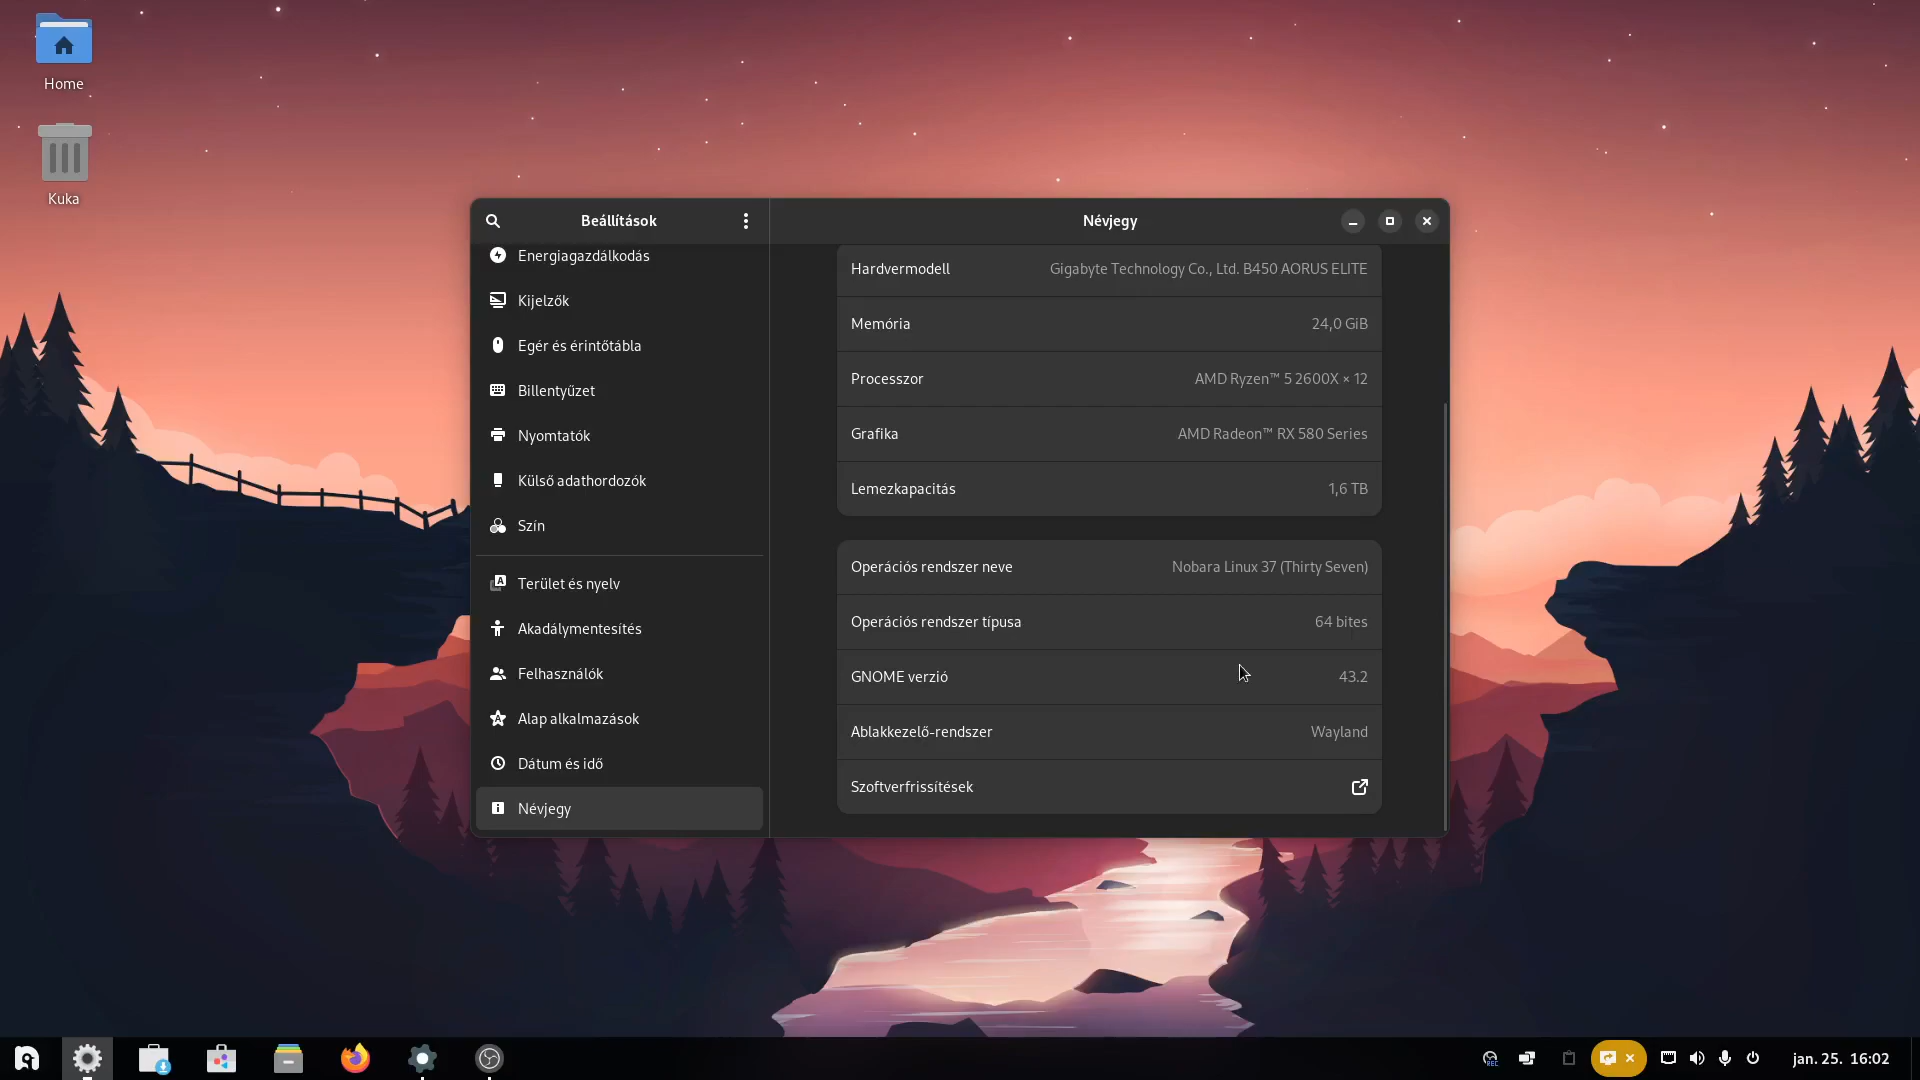 Home
Kuka
Beállítások
Névjegy
Energiagazdálkodás
Kijelzők
Egér és érintőtábla
Billentyűzet
Nyomtatók
Külső adathordozók
Szín
Terület és nyelv
Akadálymentesítés
Felhasználók
Alap alkalmazások
Dátum és idő
Névjegy
Hardvermodell Gigabyte Technology Co., Ltd. B450 AORUS ELITE
Memória 24,0 GiB
Processzor AMD Ryzen™ 5 2600X × 12
Grafika AMD Radeon™ RX 580 Series
Lemezkapacitás 1,6 TB
Operációs rendszer neve Nobara Linux 37 (Thirty Seven)
Operációs rendszer típusa 64 bites
GNOME verzió 43.2
Ablakkezelő-rendszer Wayland
Szoftverfrissítések
REC
jan. 25. 16:02